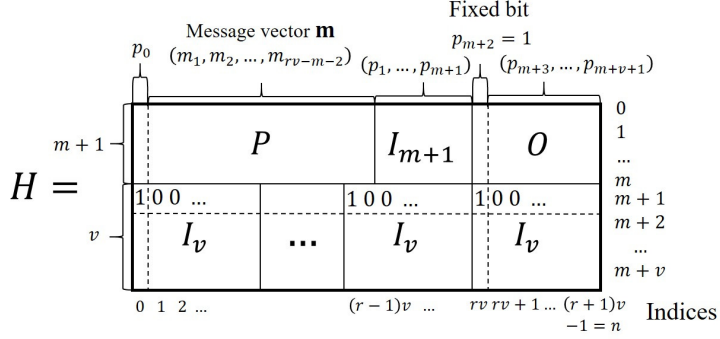 Fixed bit
Message vector m
p_0 (m_1, m_2, …, m_{rv−m−2}) (p_1, …, p_{m+1}) p_{m+2} = 1 (p_{m+3}, …, p_{m+v+1})
m + 1 P I_{m+1} O
0
1
…
m
H =
1 0 0 … 1 0 0 … 1 0 0 … m + 1
v I_v … I_v I_v
m + 2
…
m + v
0 1 2 … (r − 1)v … rv rv + 1 … (r + 1)v Indices
−1 = n